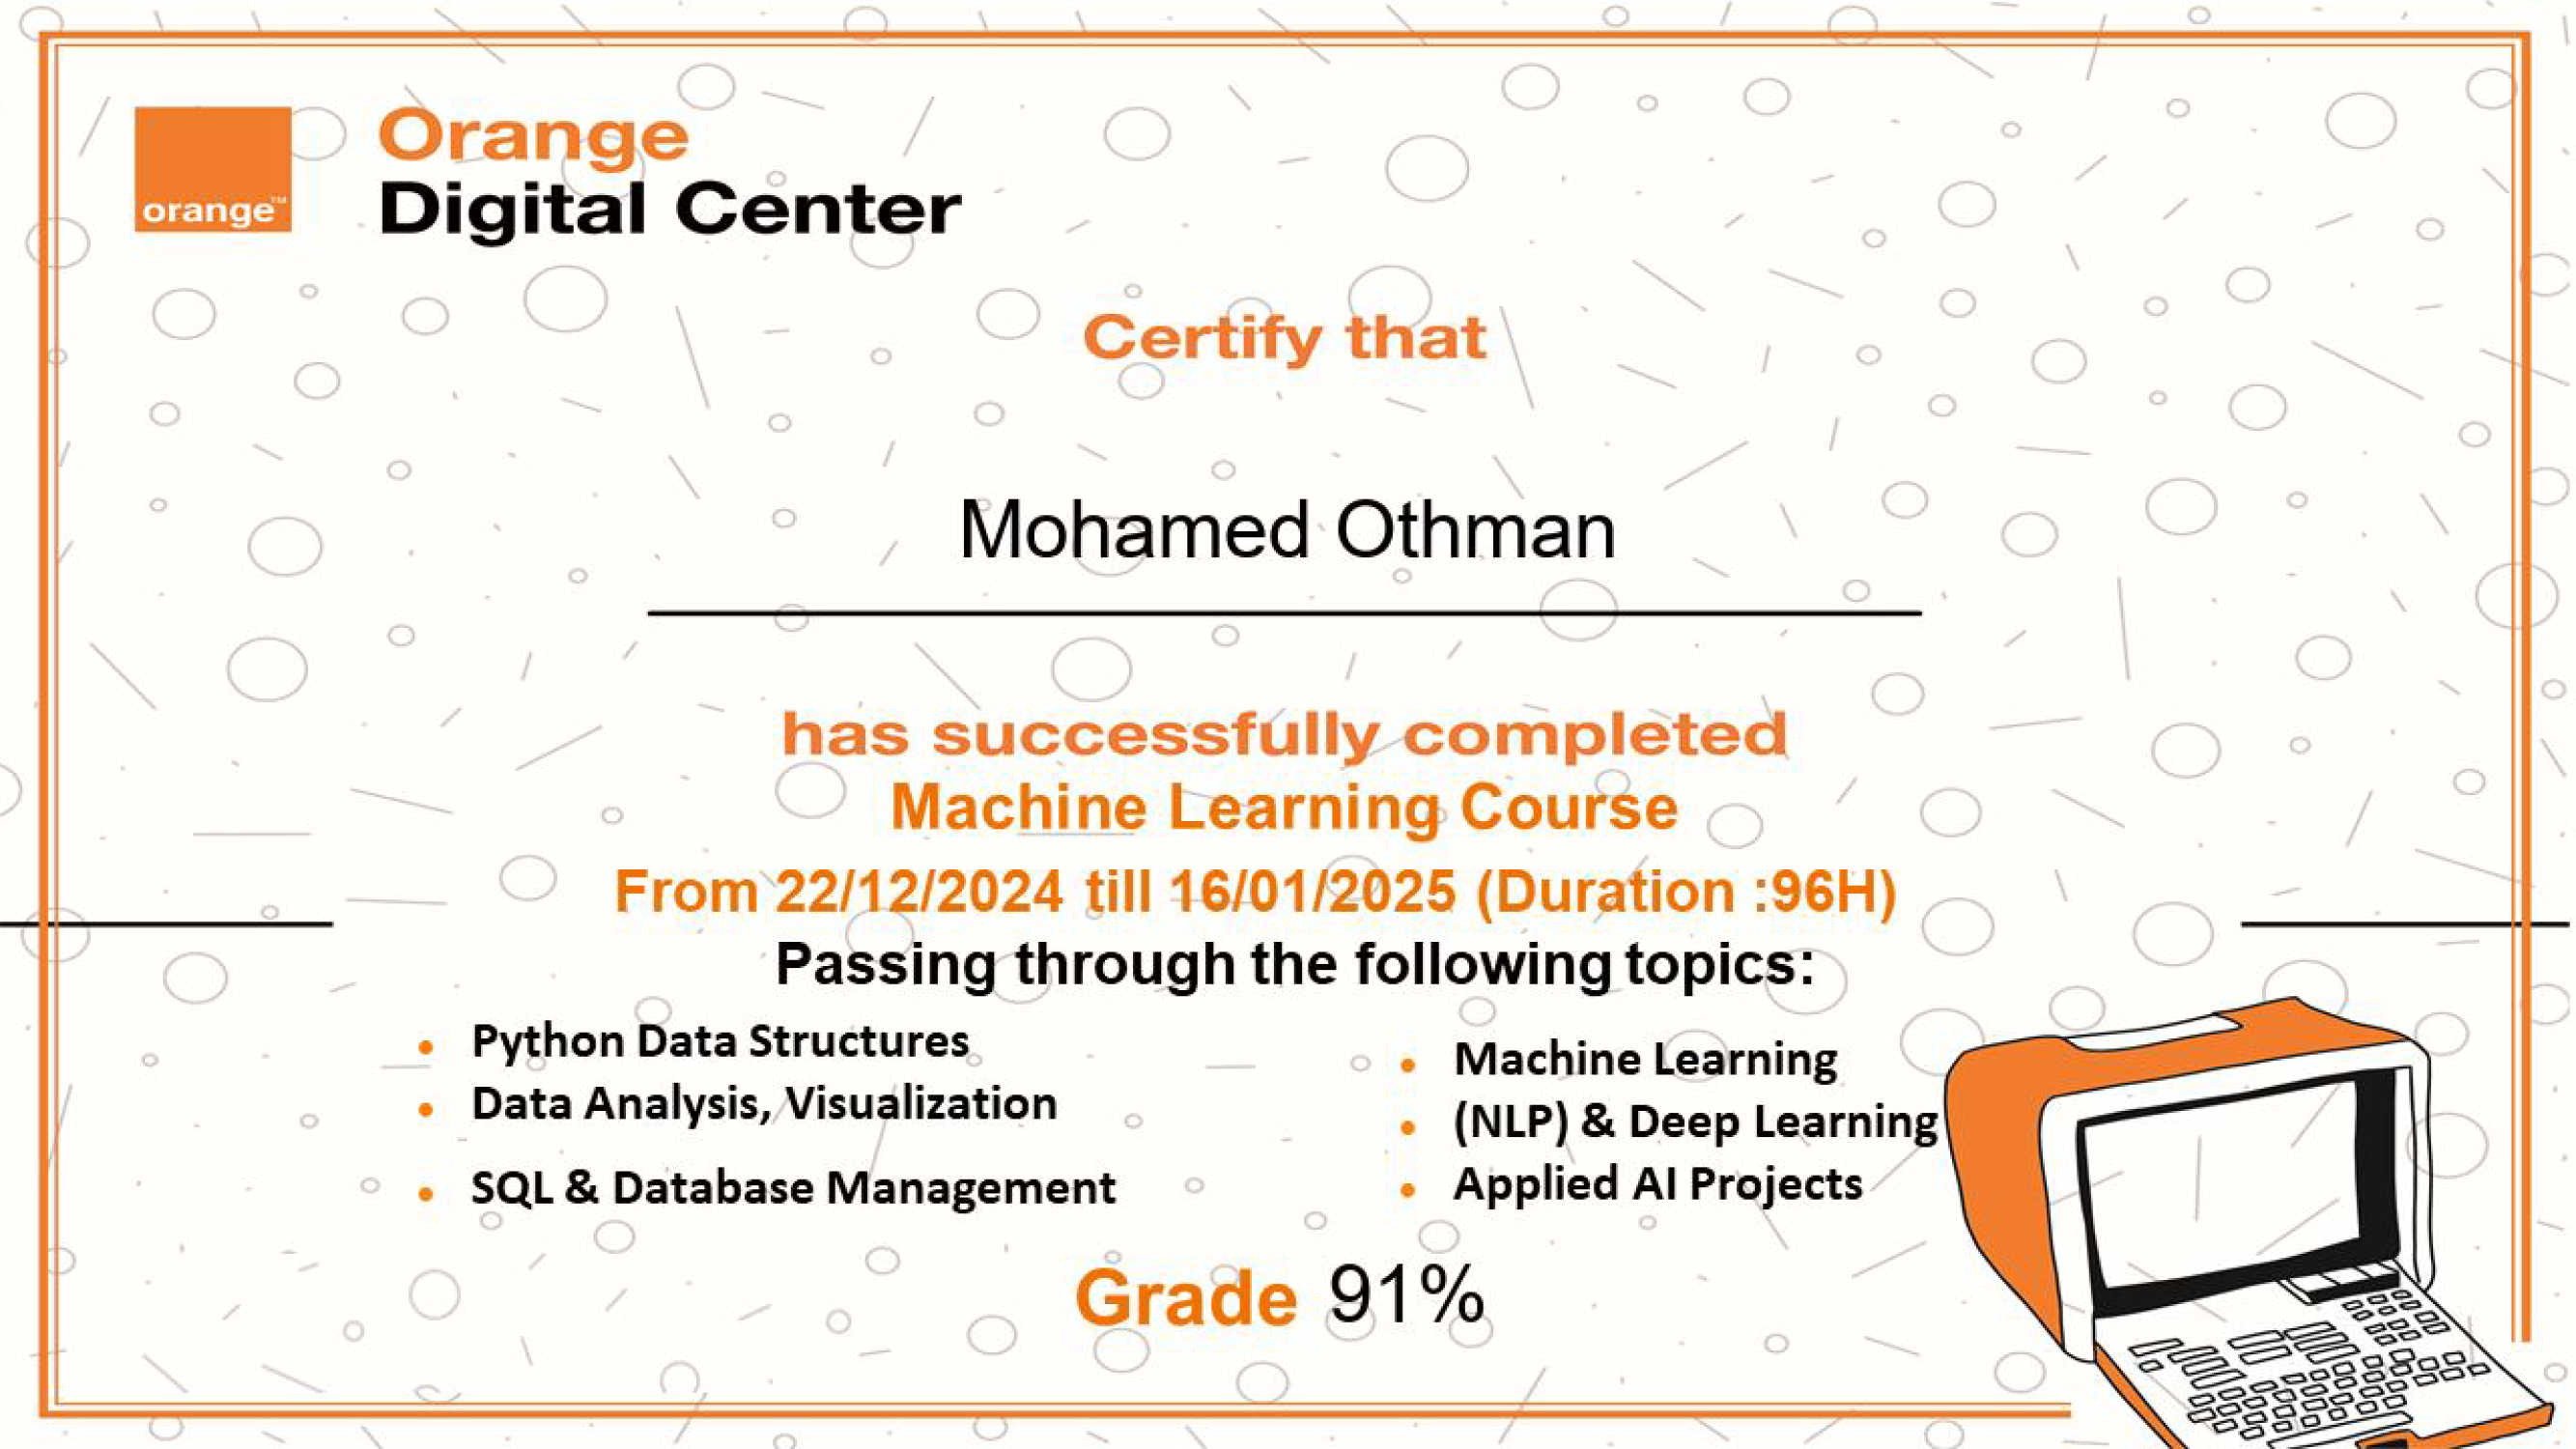 orange™
Orange
Digital Center
Certify that
Mohamed Othman
has successfully completed
Machine Learning Course
From 22/12/2024 till 16/01/2025 (Duration :96H)
Passing through the following topics:
• Python Data Structures
• Data Analysis, Visualization
• SQL & Database Management
• Machine Learning
• (NLP) & Deep Learning
• Applied AI Projects
Grade 91%